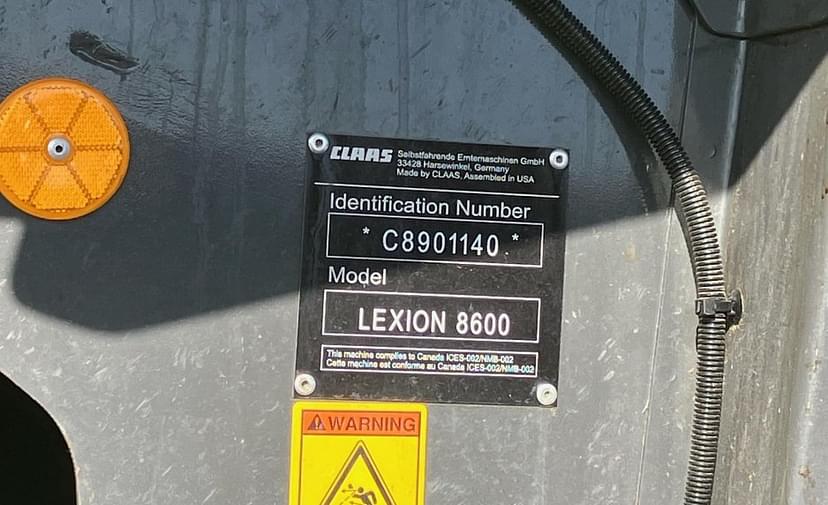 CLAAS Selbstfahrende Erntemaschinen GmbH
33428 Harsewinkel, Germany
Made by CLAAS, Assembled in USA
Identification Number
* C8901140 *
Model
LEXION 8600
This machine complies to Canada ICES-002/NMB-002
Cette machine est conforme au Canada ICES-002/NMB-002
WARNING